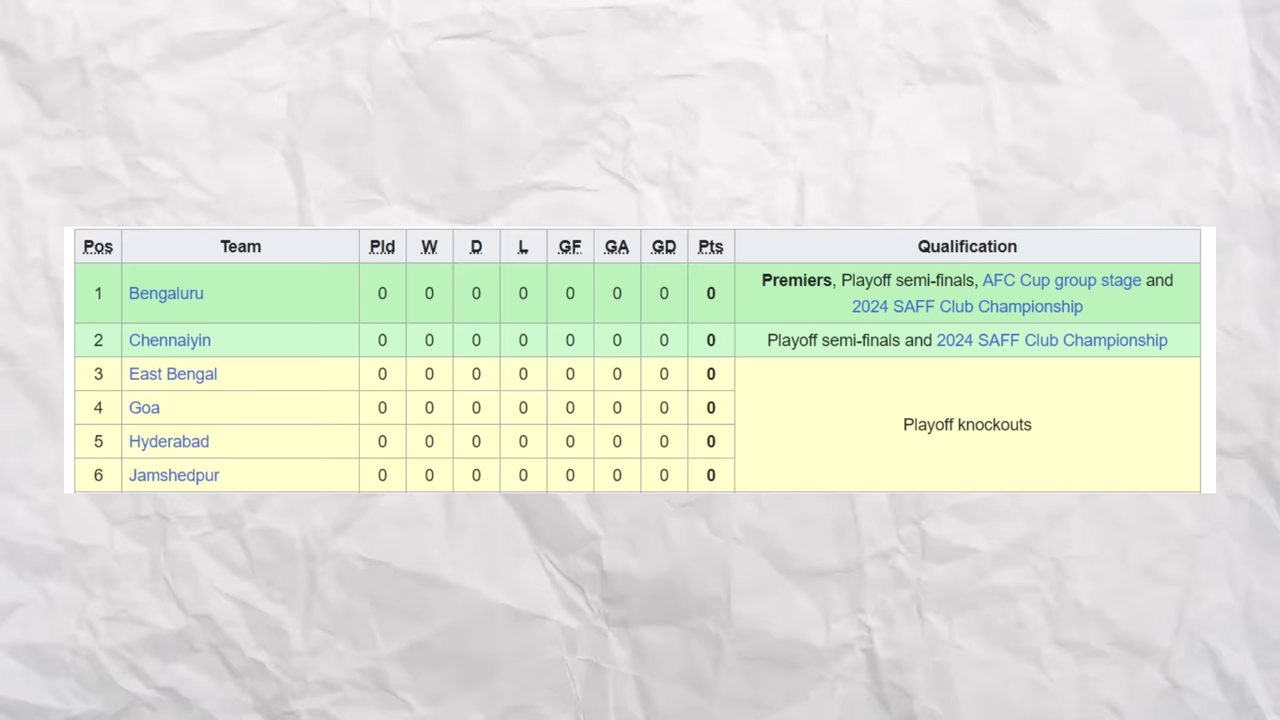 Pos Team Pld W D L GF GA GD Pts Qualification
1 Bengaluru 0 0 0 0 0 0 0 0 Premiers, Playoff semi-finals, AFC Cup group stage and
2024 SAFF Club Championship
2 Chennaiyin 0 0 0 0 0 0 0 0 Playoff semi-finals and 2024 SAFF Club Championship
3 East Bengal 0 0 0 0 0 0 0 0
4 Goa 0 0 0 0 0 0 0 0
Playoff knockouts
5 Hyderabad 0 0 0 0 0 0 0 0
6 Jamshedpur 0 0 0 0 0 0 0 0